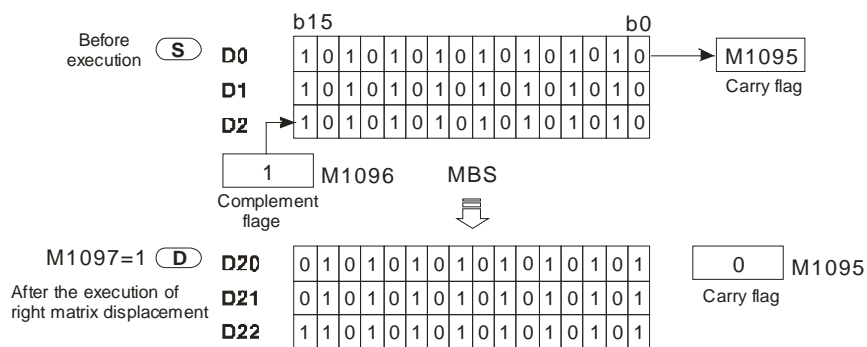 b15 b0
Before
execution
S
D0 1 0 1 0 1 0 1 0 1 0 1 0 1 0 1 0
M1095
Carry flag
D1 1 0 1 0 1 0 1 0 1 0 1 0 1 0 1 0
D2 1 0 1 0 1 0 1 0 1 0 1 0 1 0 1 0
1 M1096 MBS
Complement
flage
M1097=1 D
D20 0 1 0 1 0 1 0 1 0 1 0 1 0 1 0 1
0 M1095
Carry flag
After the execution of
right matrix displacement
D21 0 1 0 1 0 1 0 1 0 1 0 1 0 1 0 1
D22 1 1 0 1 0 1 0 1 0 1 0 1 0 1 0 1